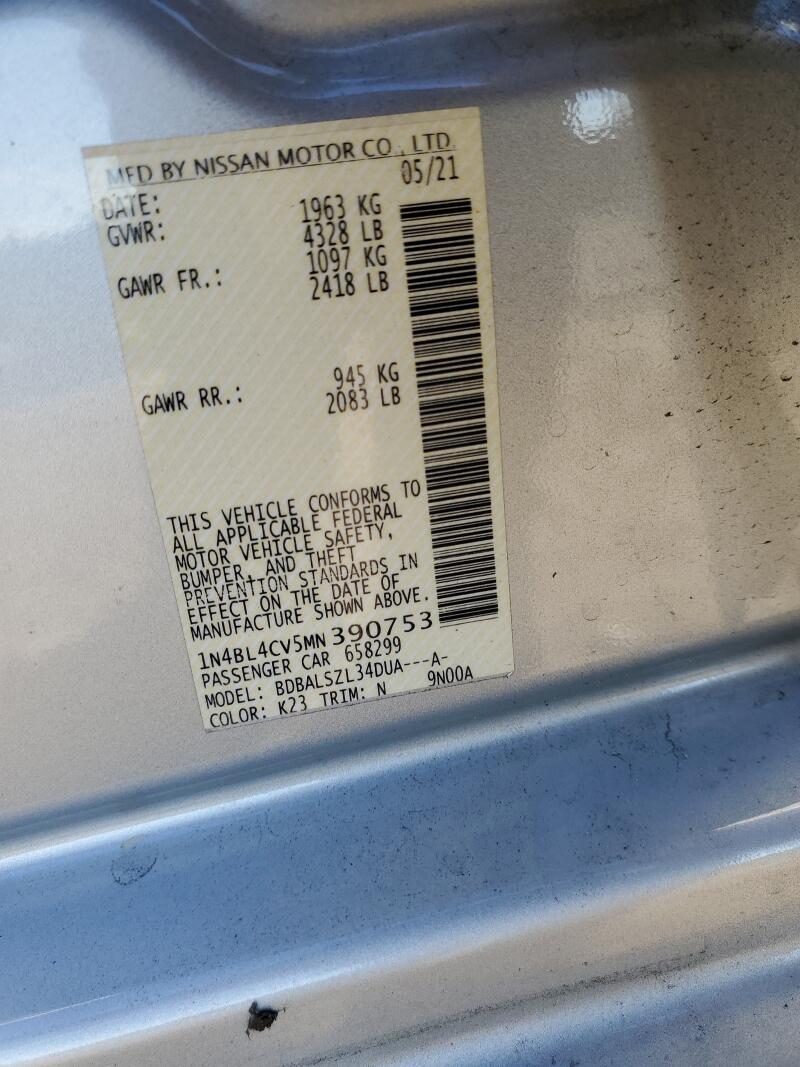 MFD BY NISSAN MOTOR CO., LTD.
DATE: 05/21
GVWR: 1963 KG
4328 LB
GAWR FR.: 1097 KG
2418 LB
GAWR RR.: 945 KG
2083 LB
THIS VEHICLE CONFORMS TO
ALL APPLICABLE FEDERAL
MOTOR VEHICLE SAFETY,
BUMPER, AND THEFT
PREVENTION STANDARDS IN
EFFECT ON THE DATE OF
MANUFACTURE SHOWN ABOVE.
1N4BL4CV5MN390753
PASSENGER CAR 658299
MODEL: BDBALSZL34DUA---A-
COLOR: K23 TRIM: N 9N00A